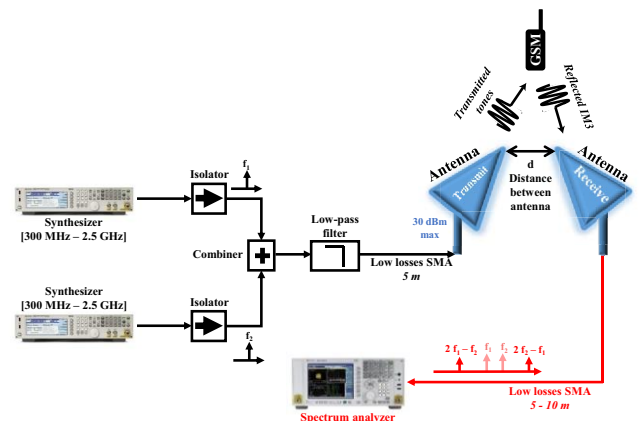 GSM
Transmitted
tones
Reflected IM3
Antenna
Transmit
d
Distance
between
antenna
Antenna
Receive
30 dBm
max
Synthesizer
[300 MHz – 2.5 GHz]
Isolator
f1
Combiner
Low-pass
filter
Low losses SMA
5 m
Synthesizer
[300 MHz – 2.5 GHz]
Isolator
f2
2 f1 – f2
f1
f2
2 f2 – f1
Low losses SMA
5 - 10 m
Spectrum analyzer